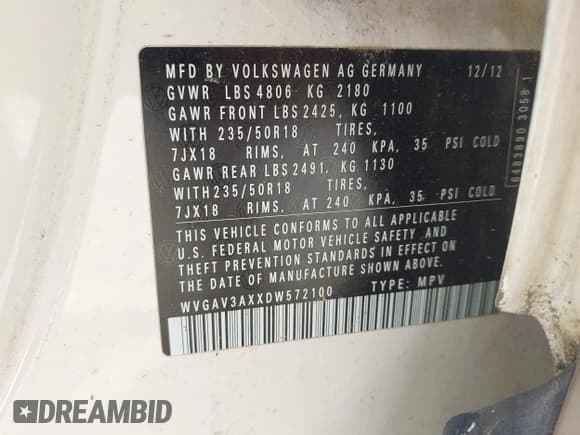 MFD BY VOLKSWAGEN AG GERMANY 12/12
GVWR LBS 4806 KG 2180
GAWR FRONT LBS 2425, KG 1100
WITH 235/50R18 TIRES,
7JX18 RIMS, AT 240 KPA, 35 PSI COLD
GAWR REAR LBS 2491, KG 1130
WITH 235/50R18 TIRES,
7JX18 RIMS, AT 240 KPA, 35 PSI COLD
THIS VEHICLE CONFORMS TO ALL APPLICABLE
U.S. FEDERAL MOTOR VEHICLE SAFETY AND
THEFT PREVENTION STANDARDS IN EFFECT ON
THE DATE OF MANUFACTURE SHOWN ABOVE.
WVGAV3AXXDW572100 TYPE: MPV
6483890 3058 1
DREAMBID